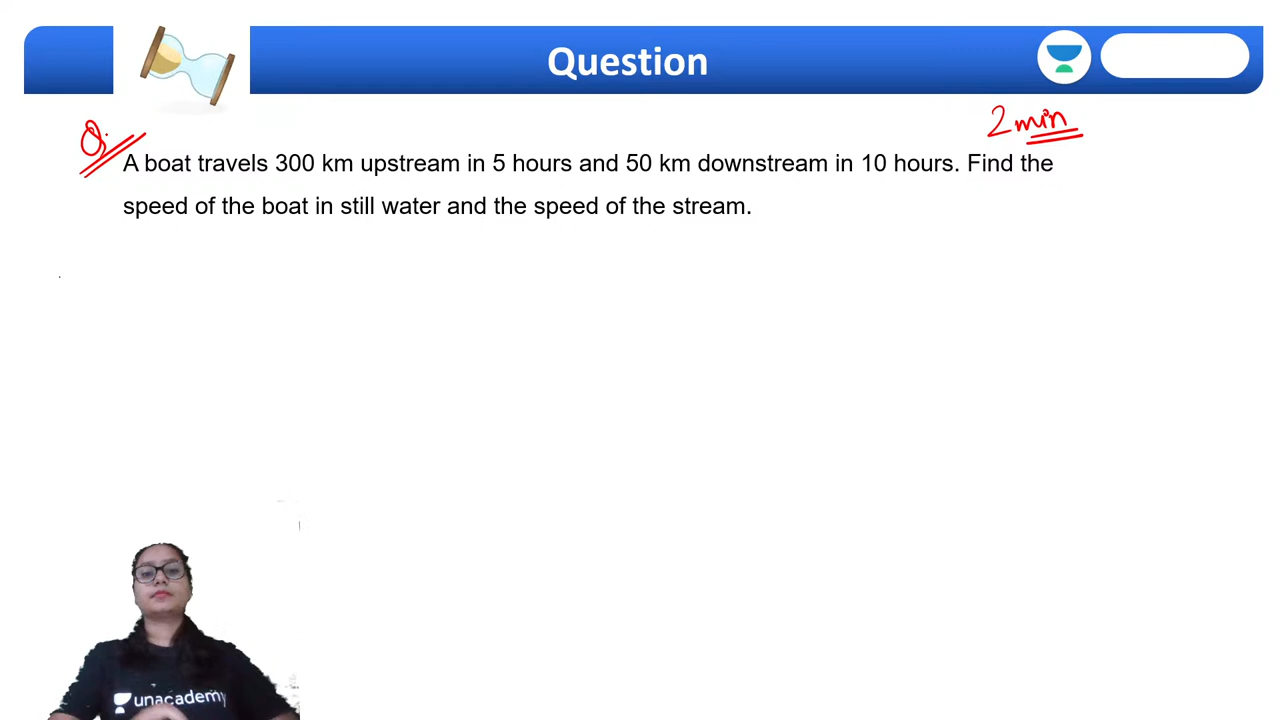 Question
2 min
Q.
A boat travels 300 km upstream in 5 hours and 50 km downstream in 10 hours. Find the
speed of the boat in still water and the speed of the stream.
unacademy